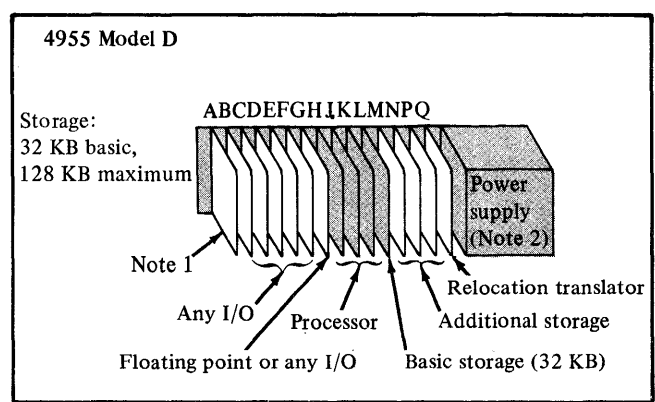 4955 Model D
ABCDEFGHJKLMNPQ
Storage:
32 KB basic,
128 KB maximum
Power
supply
(Note 2)
Note 1
Any I/O
Processor
Relocation translator
Additional storage
Floating point or any I/O
Basic storage (32 KB)